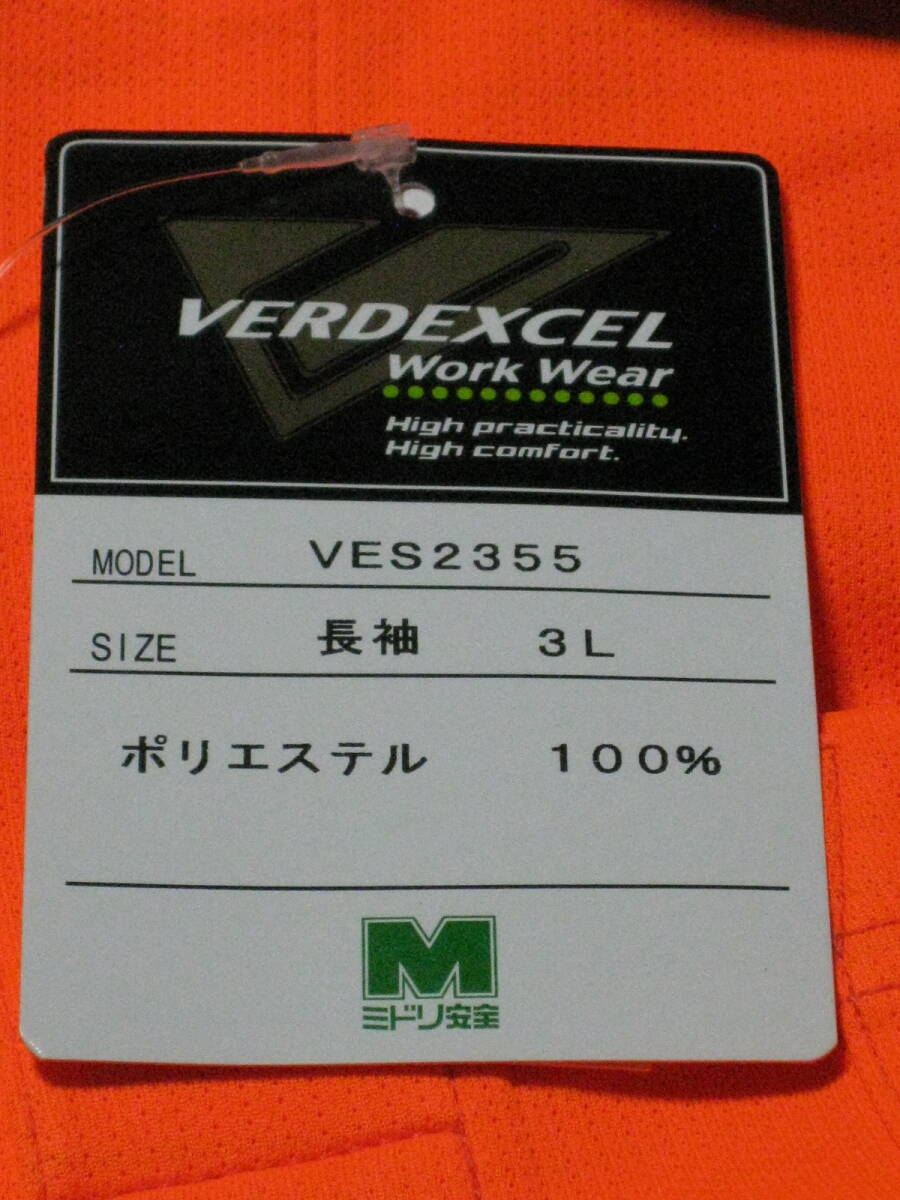 VERDEXCEL
Work Wear
High practicality.
High comfort.
MODEL VES2355
SIZE 長袖 3L
ポリエステル 100%
M
ミドリ安全